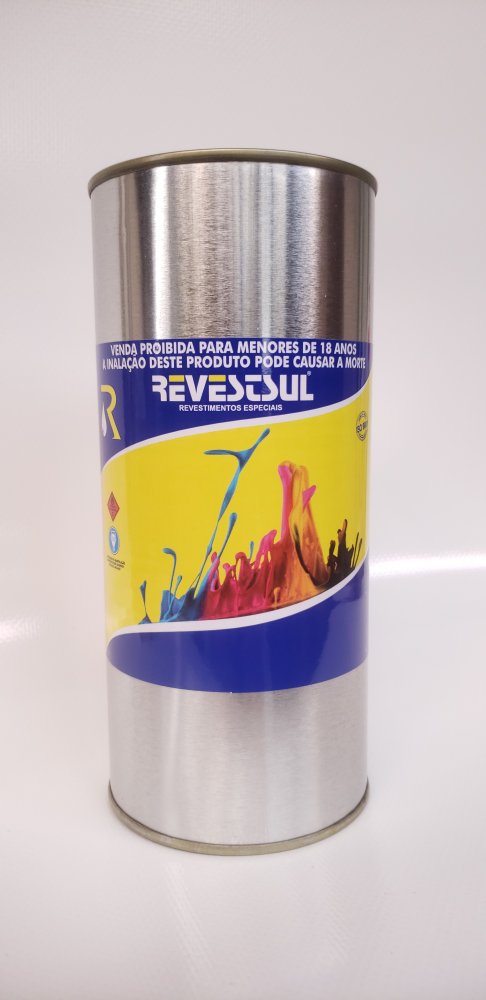 VENDA PROIBIDA PARA MENORES DE 18 ANOS
A INALAÇÃO DESTE PRODUTO PODE CAUSAR A MORTE
REVESTSUL®
REVESTIMENTOS ESPECIAIS
R